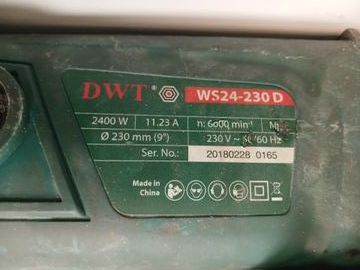 DWT WS24-230 D
2400 W 11.23 A n: 6000 min⁻¹
Ø 230 mm (9") 230 V ~ 50/60 Hz
Ser. No.: 20180228 0165
Made in
China